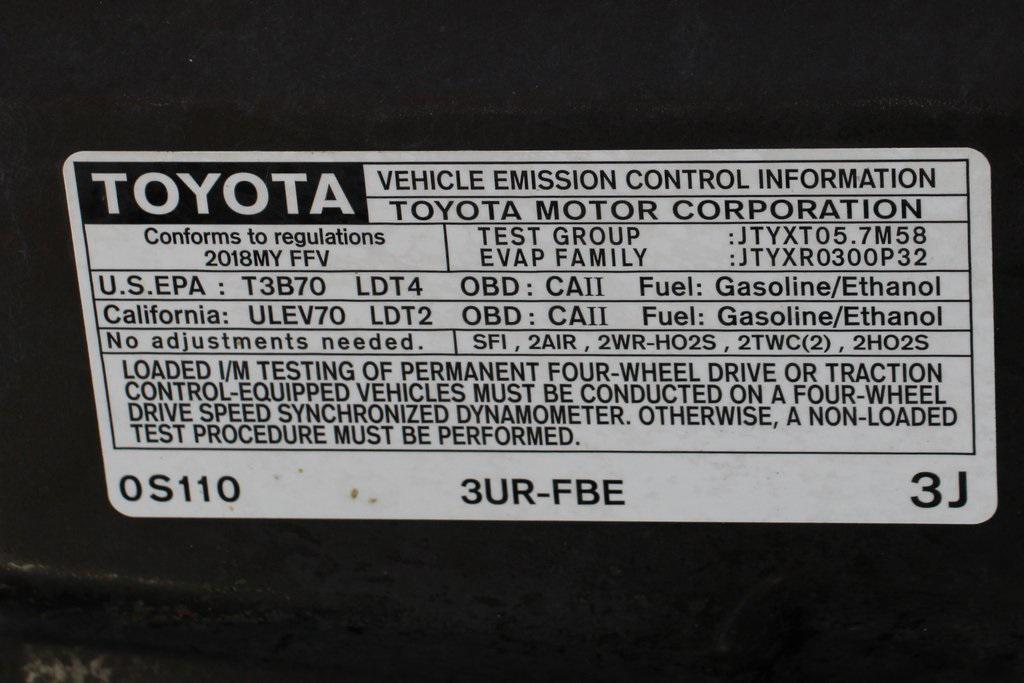 TOYOTA VEHICLE EMISSION CONTROL INFORMATION
TOYOTA MOTOR CORPORATION
Conforms to regulations
2018MY FFV
TEST GROUP :JTYXT05.7M58
EVAP FAMILY :JTYXR0300P32
U.S.EPA : T3B70 LDT4 OBD : CAII Fuel: Gasoline/Ethanol
California: ULEV70 LDT2 OBD : CAII Fuel: Gasoline/Ethanol
No adjustments needed. SFI , 2AIR , 2WR-HO2S , 2TWC(2) , 2HO2S
LOADED I/M TESTING OF PERMANENT FOUR-WHEEL DRIVE OR TRACTION
CONTROL-EQUIPPED VEHICLES MUST BE CONDUCTED ON A FOUR-WHEEL
DRIVE SPEED SYNCHRONIZED DYNAMOMETER. OTHERWISE, A NON-LOADED
TEST PROCEDURE MUST BE PERFORMED.
0S110 3UR-FBE 3J